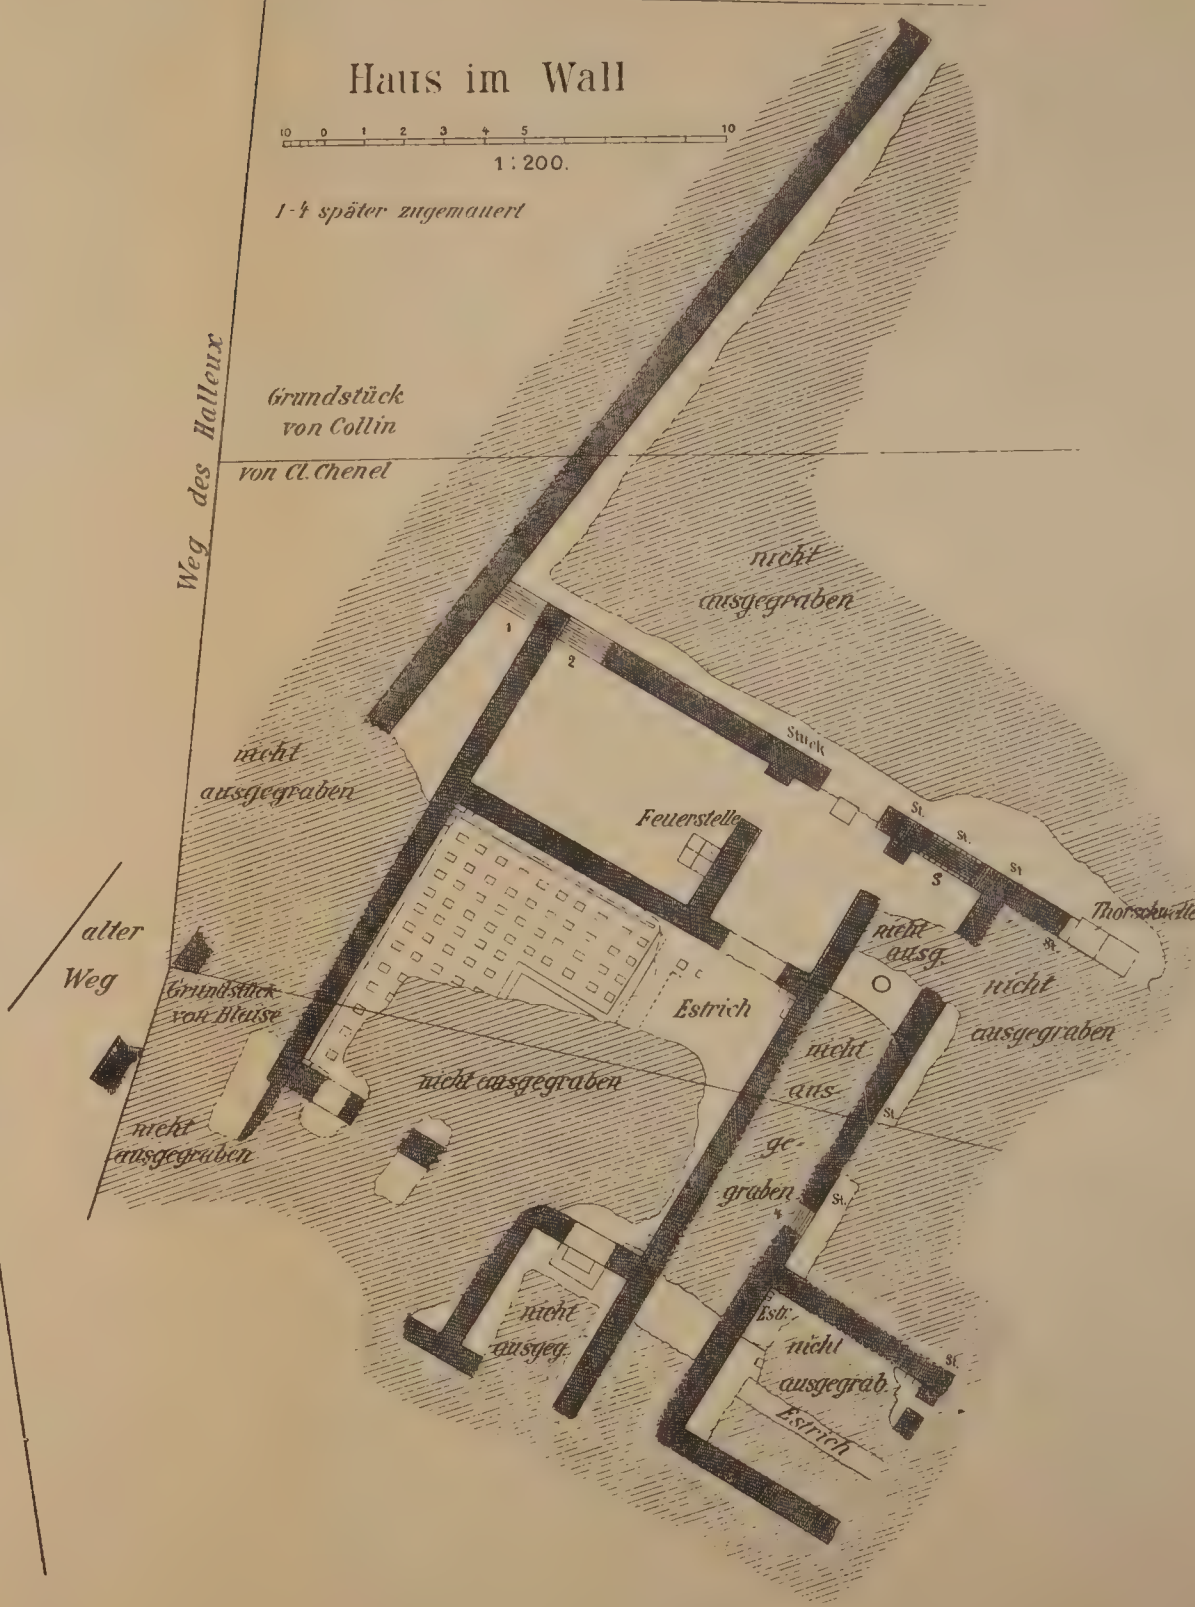 Haus im Wall
10 0 1 2 3 4 5 10
1:200.
1-4 später zugemauert
Weg des Halleux
Grundstück
von Collin
von Cl. Chenel
nicht
ausgegraben
1
2
Stuck
nicht
ausgegraben
Feuerstelle
St.
St.
St
3
Thorschwelle
St.
alter
Weg
nicht
ausg.
nicht
ausgegraben
Grundstück
von Blaise
Estrich
nicht
aus-
ge-
graben
nicht ausgegraben
St.
nicht
ausgegraben
St.
4
nicht
ausgeg.
Estr.
nicht
ausgegrab.
St.
Estrich